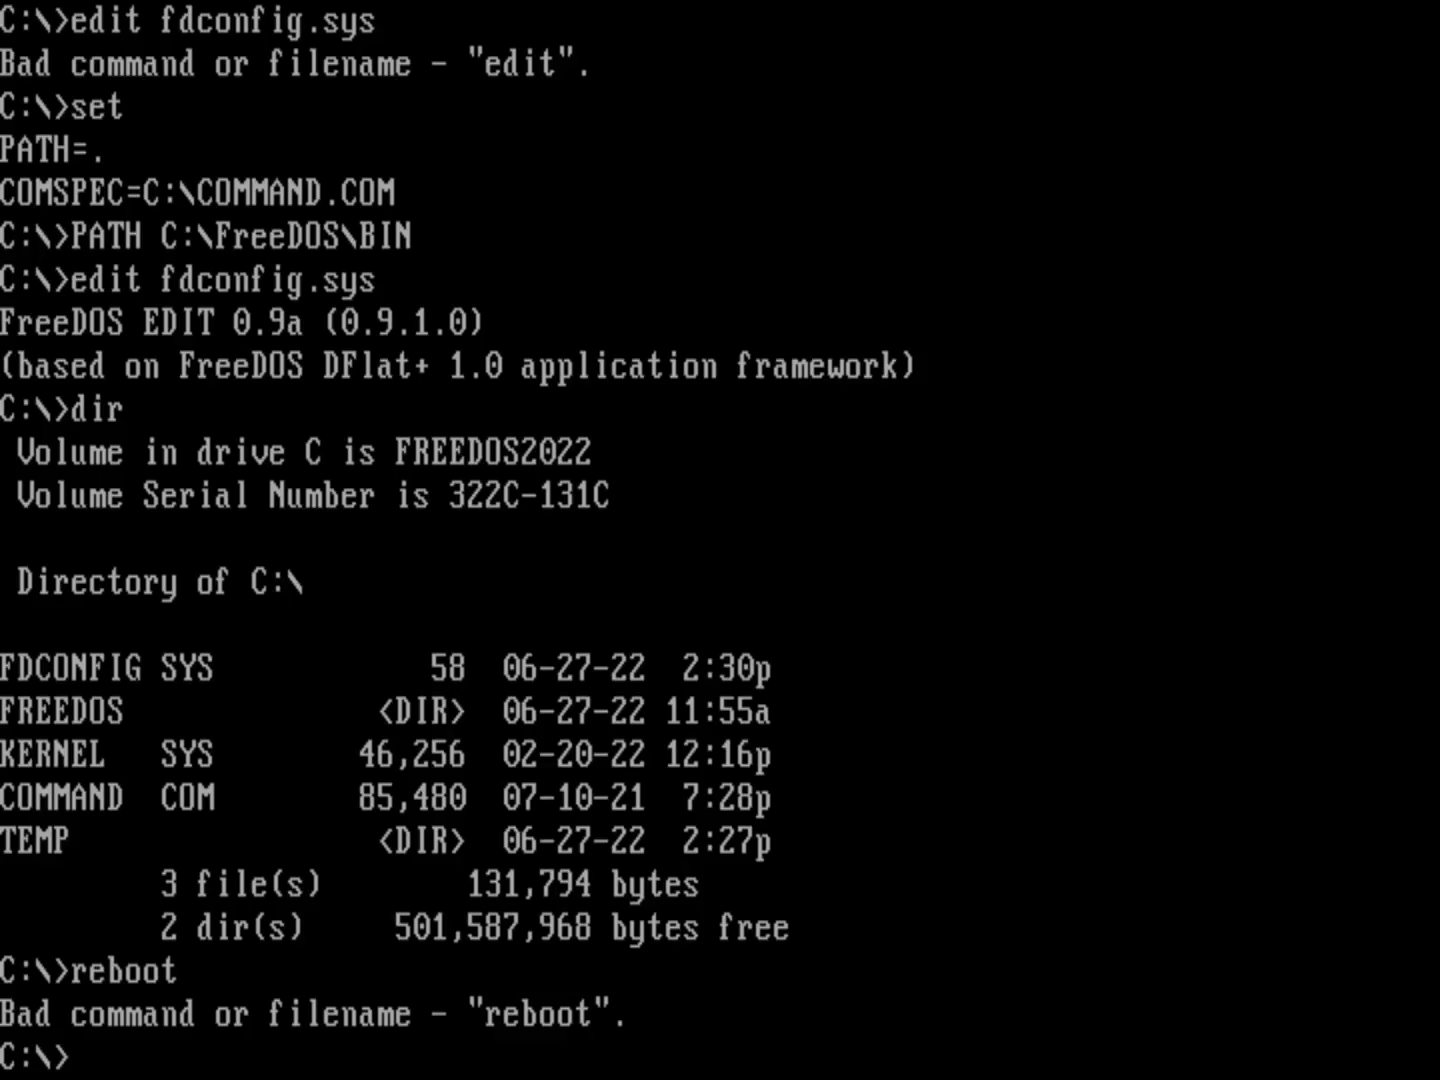 C:\>edit fdconfig.sys
Bad command or filename - "edit".
C:\>set
PATH=.
COMSPEC=C:\COMMAND.COM
C:\>PATH C:\FreeDOS\BIN
C:\>edit fdconfig.sys
FreeDOS EDIT 0.9a (0.9.1.0)
(based on FreeDOS DFlat+ 1.0 application framework)
C:\>dir
 Volume in drive C is FREEDOS2022
 Volume Serial Number is 322C-131C

 Directory of C:\

FDCONFIG SYS            58  06-27-22  2:30p
FREEDOS              <DIR>  06-27-22 11:55a
KERNEL   SYS        46,256  02-20-22 12:16p
COMMAND  COM        85,480  07-10-21  7:28p
TEMP                 <DIR>  06-27-22  2:27p
         3 file(s)        131,794 bytes
         2 dir(s)     501,587,968 bytes free
C:\>reboot
Bad command or filename - "reboot".
C:\>